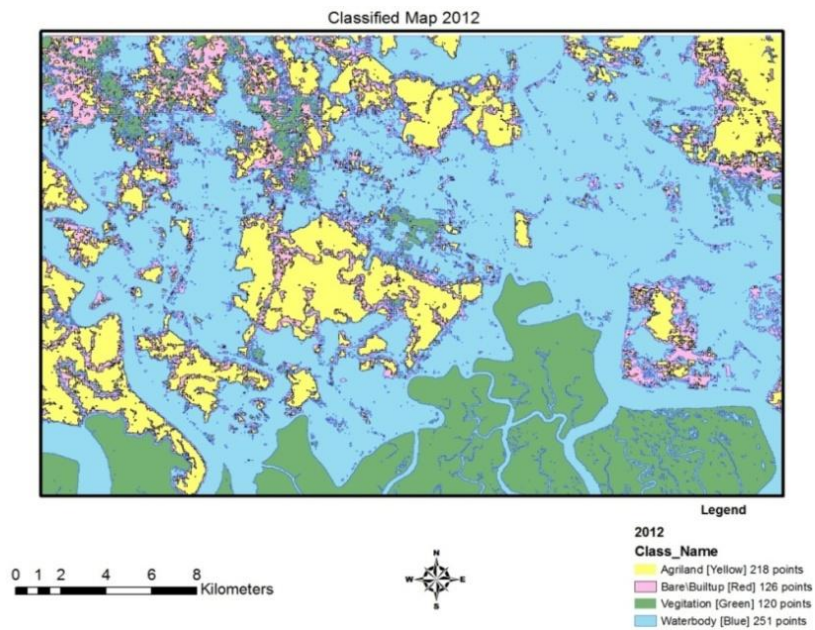 Classified Map 2012
Legend
2012
Class_Name
Agriland [Yellow] 218 points
Bare\Builtup [Red] 126 points
Vegitation [Green] 120 points
Waterbody [Blue] 251 points
0 1 2 4 6 8
Kilometers
N
W E
S